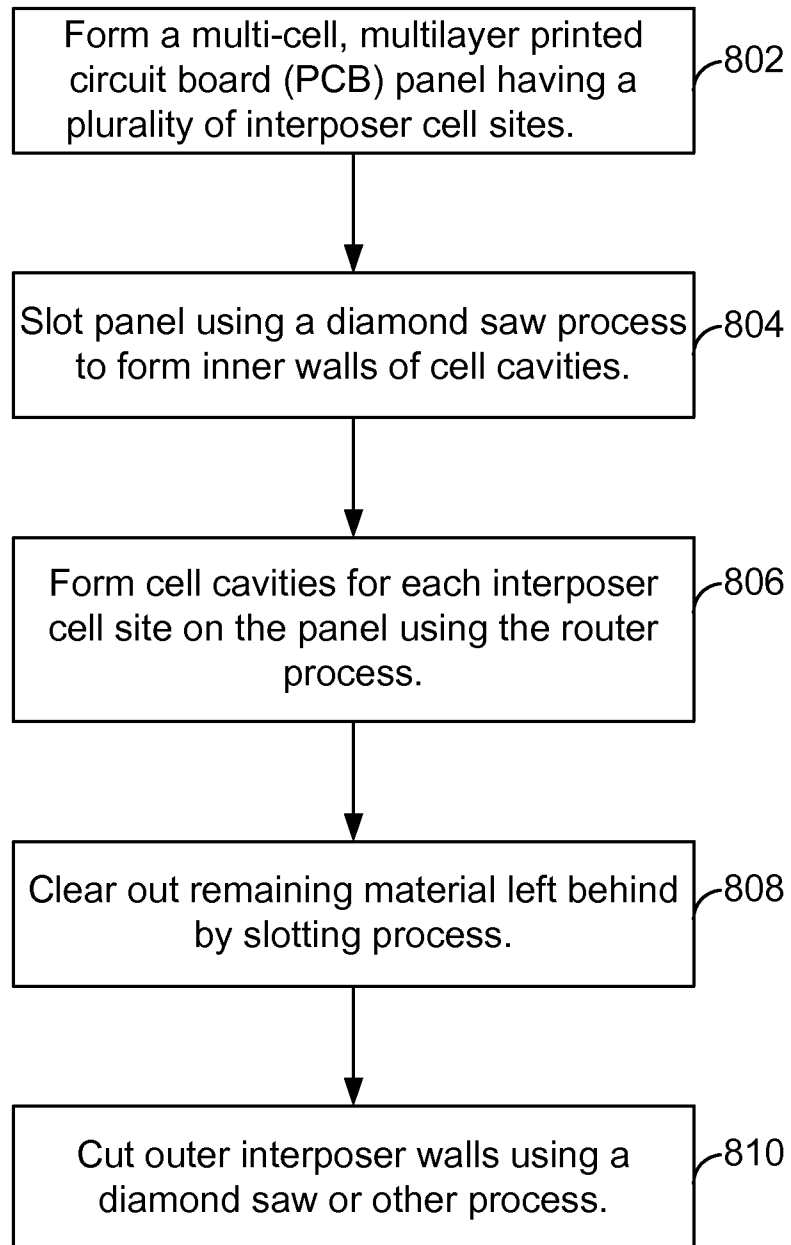 Form a multi-cell, multilayer printed
circuit board (PCB) panel having a
plurality of interposer cell sites.
802
Slot panel using a diamond saw process
to form inner walls of cell cavities.
804
Form cell cavities for each interposer
cell site on the panel using the router
process.
806
Clear out remaining material left behind
by slotting process.
808
Cut outer interposer walls using a
diamond saw or other process.
810